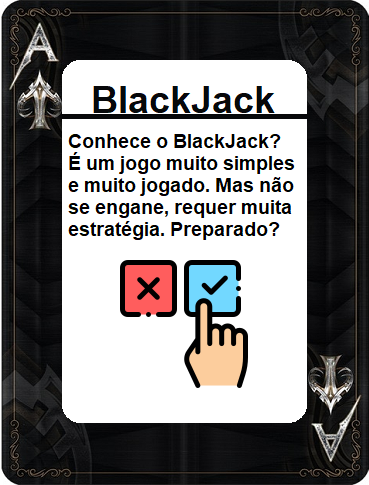 A
BlackJack
Conhece o BlackJack?
É um jogo muito simples
e muito jogado. Mas não
se engane, requer muita
estratégia. Preparado?
A